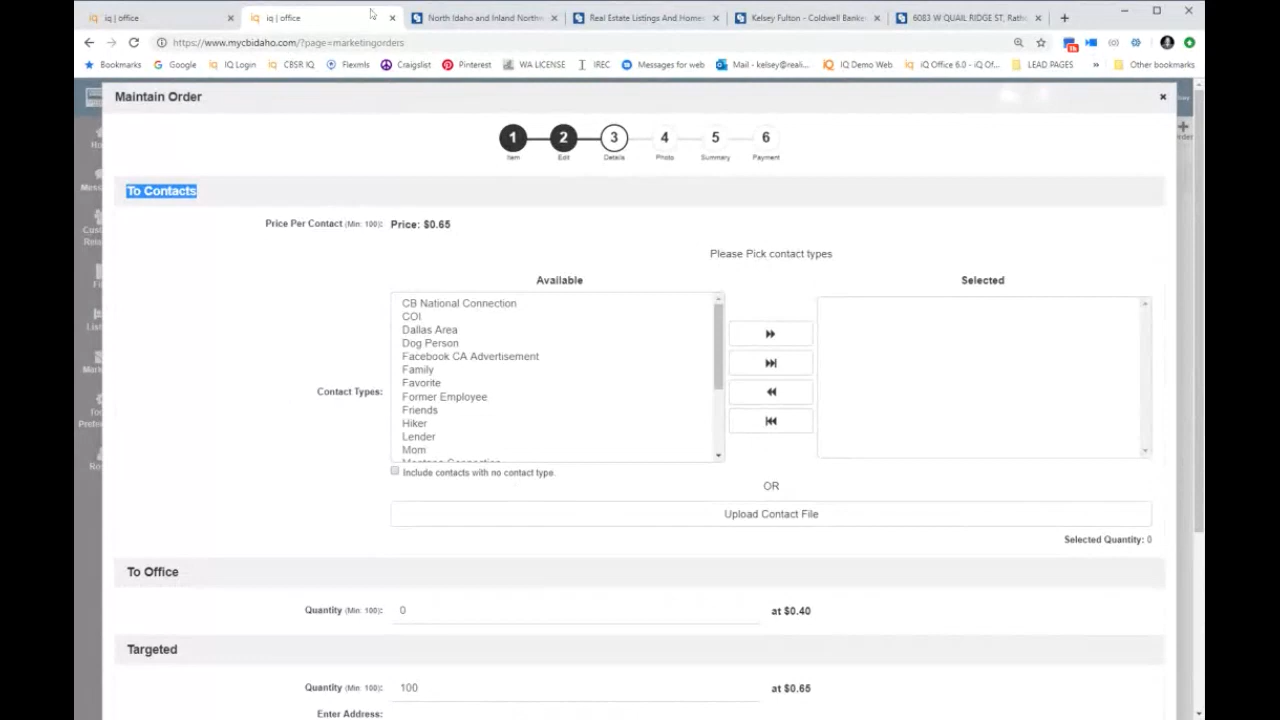 iq | office
iq | office
North Idaho and Inland Northw
Real Estate Listings And Home
Kelsey Fulton - Coldwell Banke
6083 W QUAIL RIDGE ST, Rath
https://www.mycbidaho.com/?page=marketingorders
Bookmarks Google IQ Login CBSR IQ Flexmls Craigslist Pinterest WA LICENSE IREC Messages for web Mail - kelsey@reali... IQ Demo Web iQ Office 6.0 - iQ Of... LEAD PAGES » Other bookmarks
Maintain Order
1 2 3 4 5 6
Item Edit Details Photo Summary Payment
To Contacts
Price Per Contact (Min: 100): Price: $0.65
Please Pick contact types
Available Selected
CB National Connection
COI
Dallas Area
Dog Person
Facebook CA Advertisement
Family
Favorite
Contact Types:
Former Employee
Friends
Hiker
Lender
Mom
Include contacts with no contact type.
OR
Upload Contact File
Selected Quantity: 0
To Office
Quantity (Min: 100): 0 at $0.40
Targeted
Quantity (Min: 100): 100 at $0.65
Enter Address: